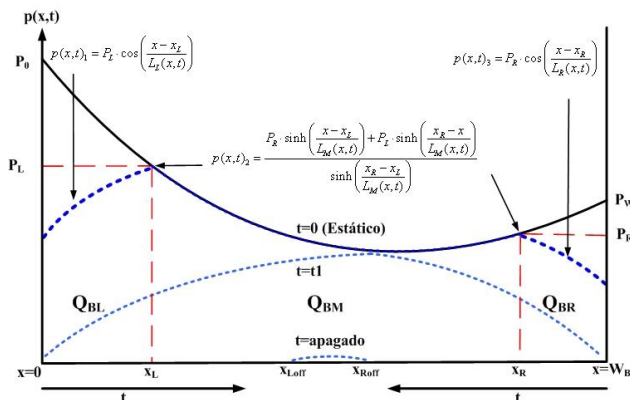 p(x,t)
p(x,t)₁ = P_L · cos((x − x_L) / L_L(x,t))
p(x,t)₃ = P_R · cos((x − x_R) / L_R(x,t))
P₀
P_L
p(x,t)₂ = (P_R · sinh((x − x_L) / L_M(x,t)) + P_L · sinh((x_R − x) / L_M(x,t))) / sinh((x_R − x_L) / L_M(x,t))
P_W
P_R
t=0 (Estático)
t=t1
Q_BL
Q_BM
Q_BR
t=apagado
x=0
x_L
x_Loff
x_Roff
x_R
x=W_B
t
t